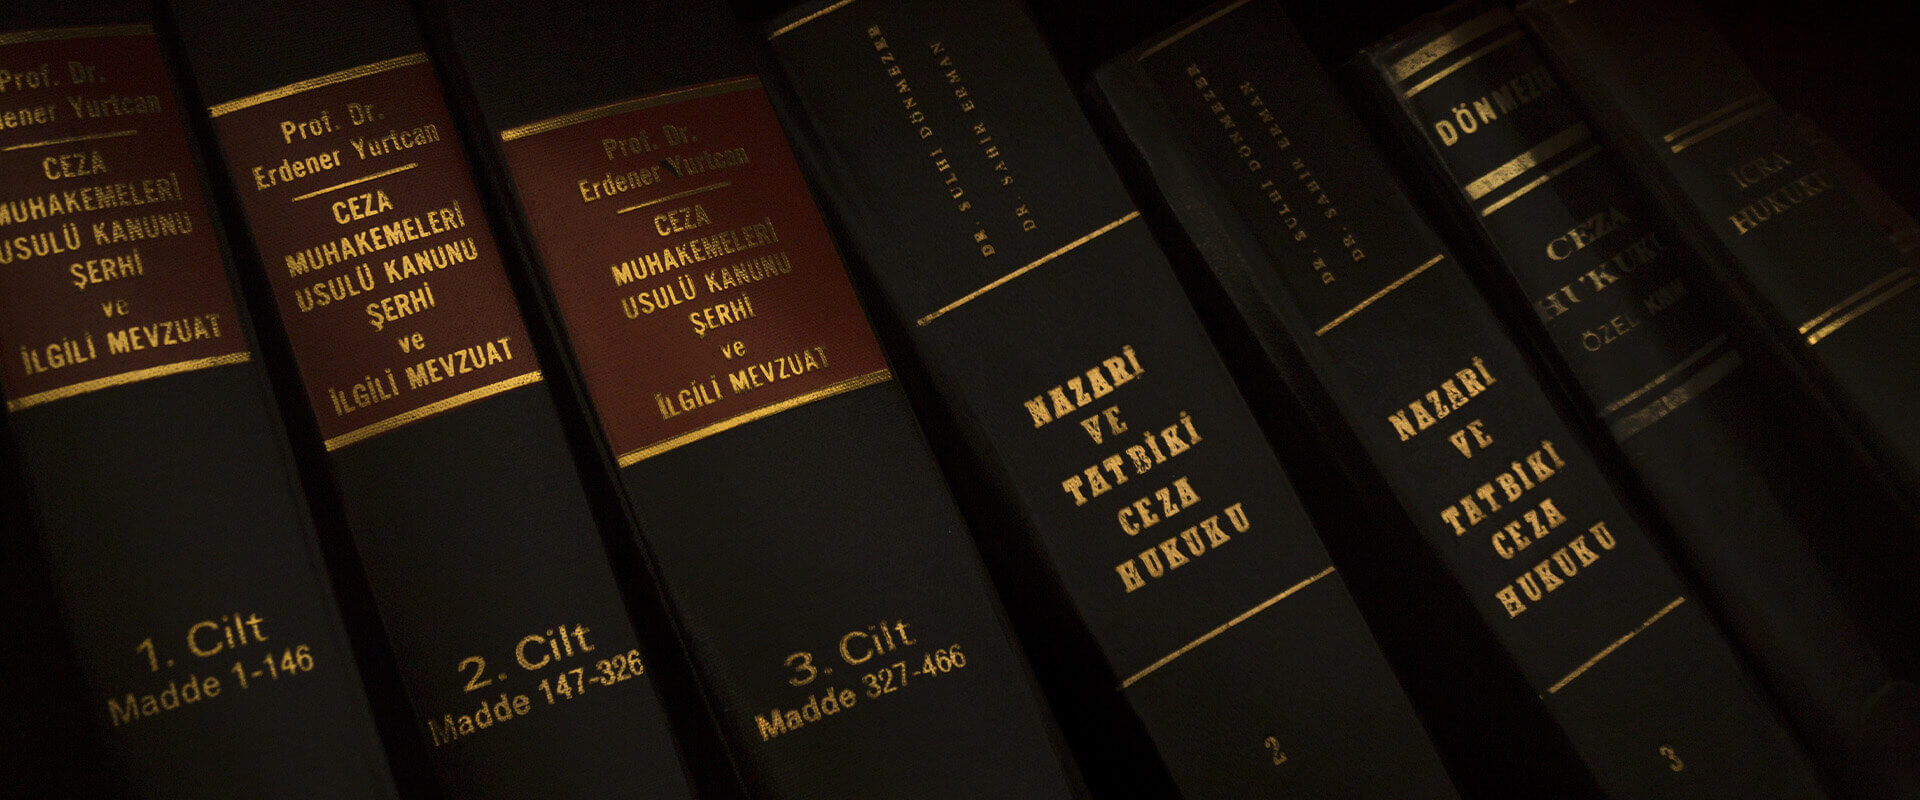 Prof. Dr.
Erdener Yurtcan
CEZA
MUHAKEMELERİ
USULÜ KANUNU
ŞERHİ
ve
İLGİLİ MEVZUAT
1. Cilt
Madde 1-146
Prof. Dr.
Erdener Yurtcan
CEZA
MUHAKEMELERİ
USULÜ KANUNU
ŞERHİ
ve
İLGİLİ MEVZUAT
2. Cilt
Madde 147-326
Prof. Dr.
Erdener Yurtcan
CEZA
MUHAKEMELERİ
USULÜ KANUNU
ŞERHİ
ve
İLGİLİ MEVZUAT
3. Cilt
Madde 327-466
DR. SULHİ DÖNMEZER
DR. SAHİR ERMAN
NAZARİ
VE
TATBİKİ
CEZA
HUKUKU
2
DR. SULHİ DÖNMEZER
DR. SAHİR ERMAN
NAZARİ
VE
TATBİKİ
CEZA
HUKUKU
3
DÖNMEZER
CEZA
HUKUKU
ÖZEL KISIM
İCRA
HUKUKU